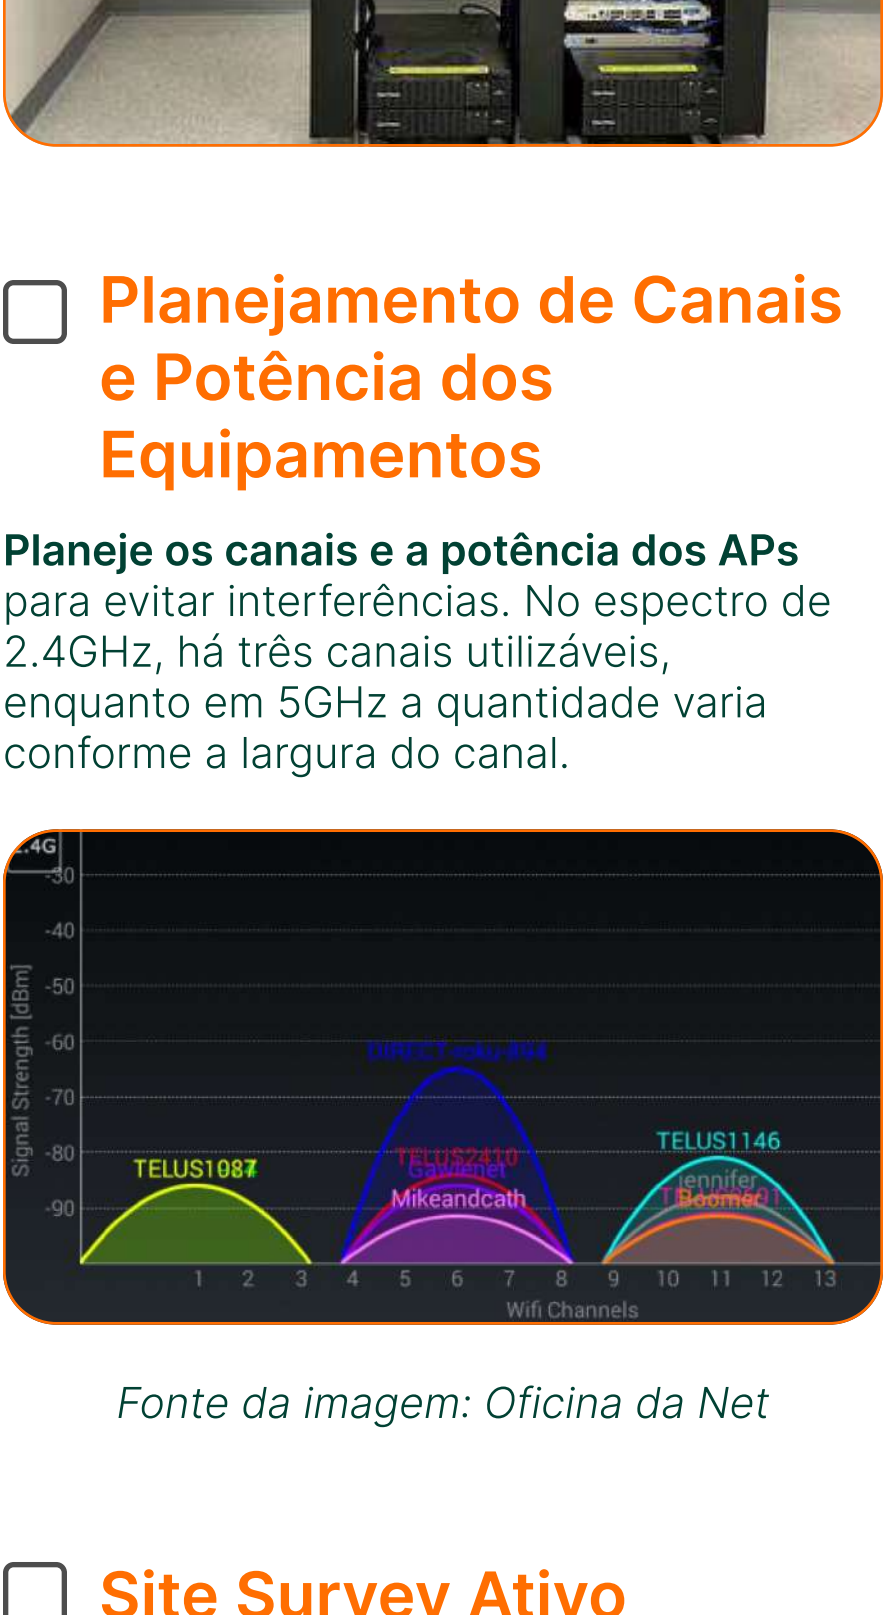 Planejamento de Canais
e Potência dos
Equipamentos
Planeje os canais e a potência dos APs
para evitar interferências. No espectro de
2.4GHz, há três canais utilizáveis,
enquanto em 5GHz a quantidade varia
conforme a largura do canal.
.4G
-30
-40
-50
-60
-70
-80
-90
Signal Strength [dBm]
TELUS2410
Gawienet
Mikeandcath
TELUS1146
jennifer
Boomer
1 2 3 4 5 6 7 8 9 10 11 12 13
Wifi Channels
Fonte da imagem: Oficina da Net
Site Survey Ativo